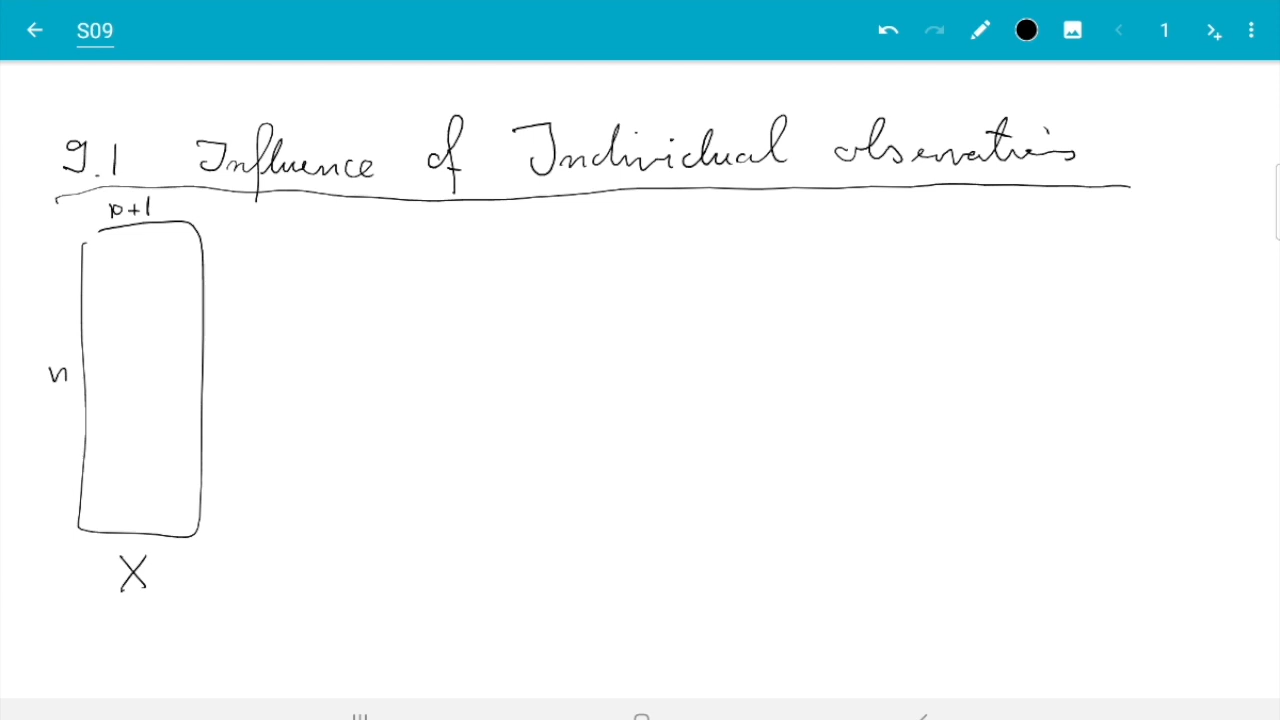 S09
1
9.1 Influence of Individual observations
p+1
n
X